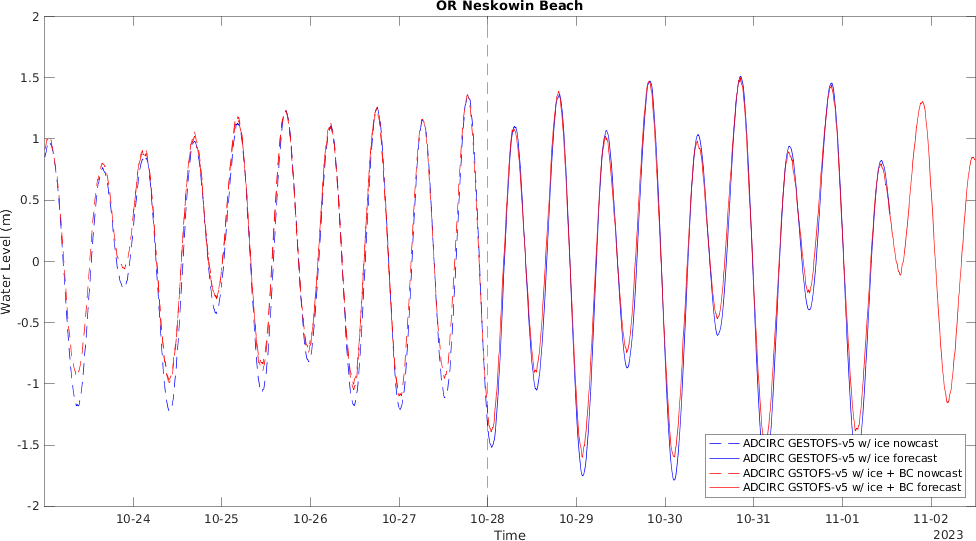 OR Neskowin Beach
2
1.5
1
0.5
0
-0.5
-1
-1.5
-2
Water Level (m)
ADCIRC GESTOFS-v5 w/ ice nowcast
ADCIRC GESTOFS-v5 w/ ice forecast
ADCIRC GSTOFS-v5 w/ ice + BC nowcast
ADCIRC GSTOFS-v5 w/ ice + BC forecast
10-24 10-25 10-26 10-27 10-28 10-29 10-30 10-31 11-01 11-02
Time
2023